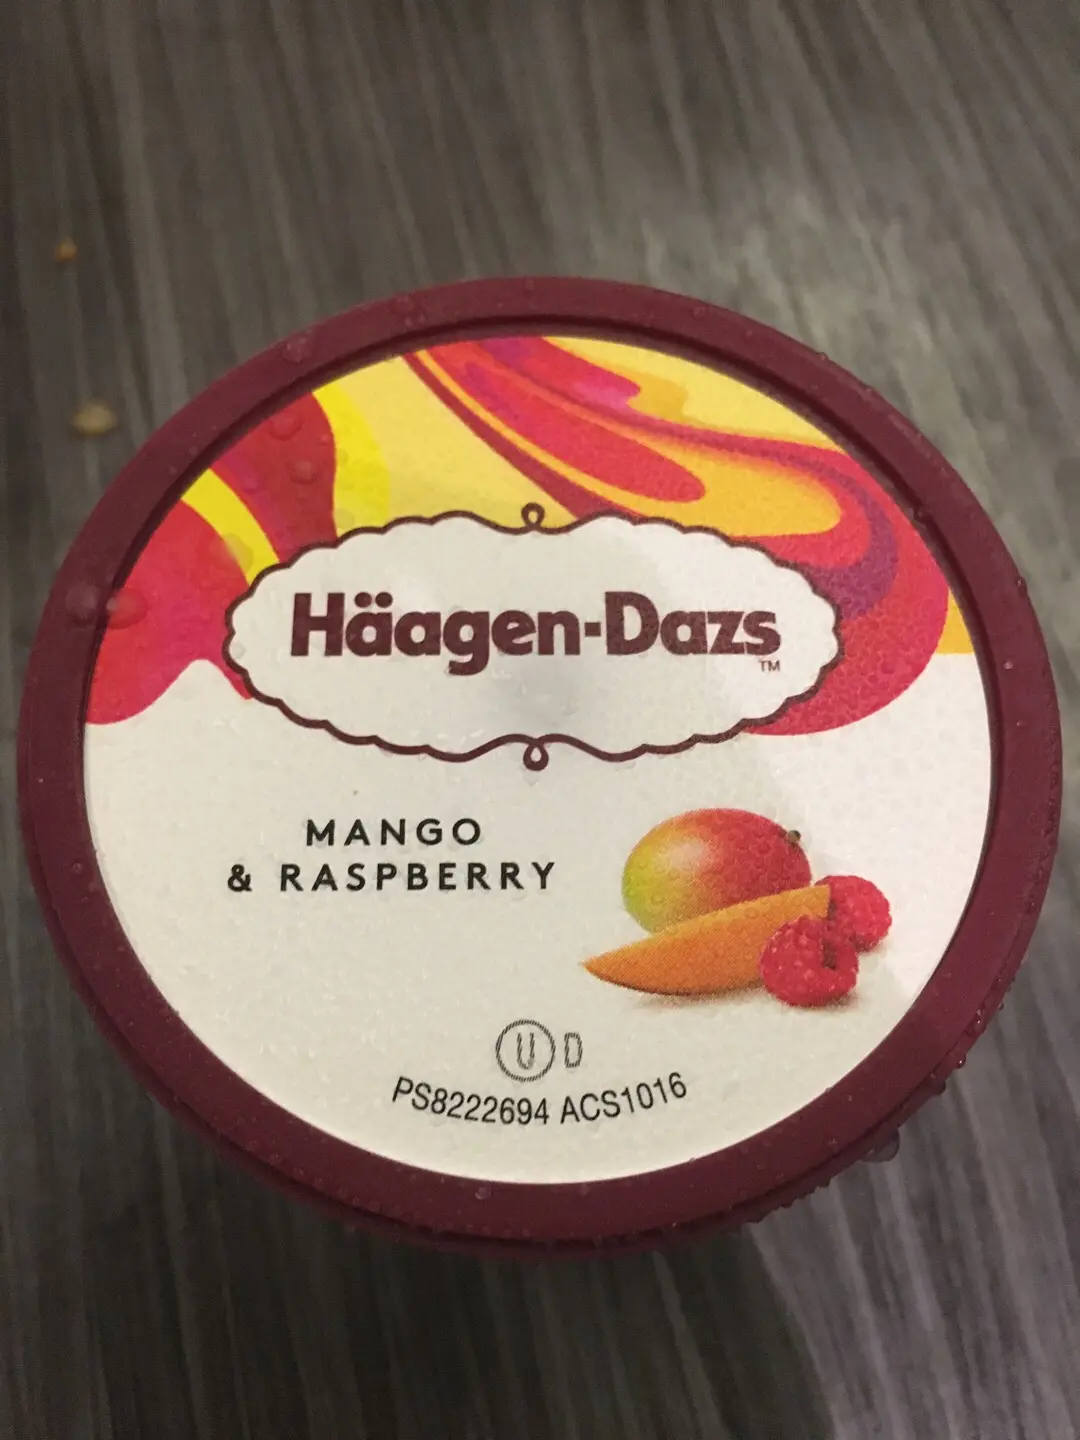 Häagen-Dazs
TM
MANGO
& RASPBERRY
U D
PS8222694 ACS1016